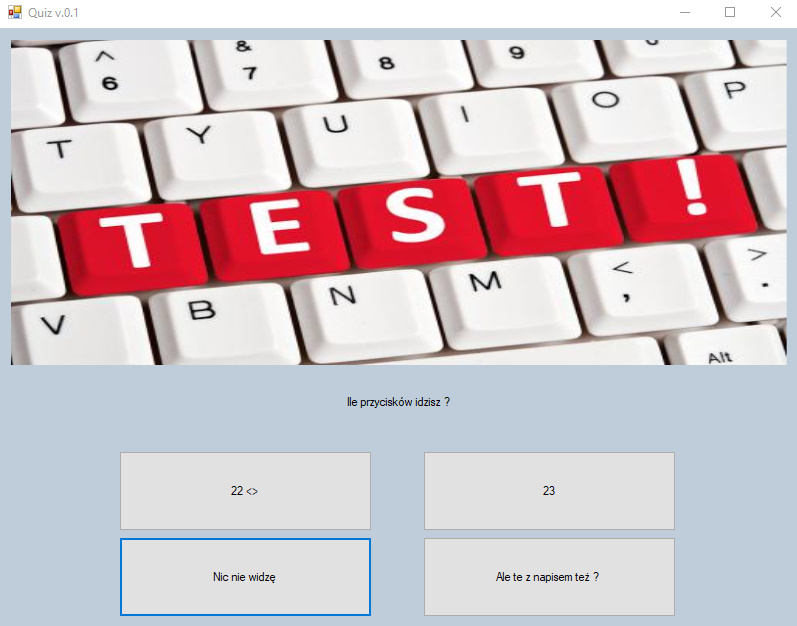 Quiz v.0.1
^ & 
6 7 8 9
T Y U I O P
T E S T !
V B N M < >
, .
Alt
Ile przycisków idzisz ?
22 <>
23
Nic nie widzę
Ale te z napisem też ?